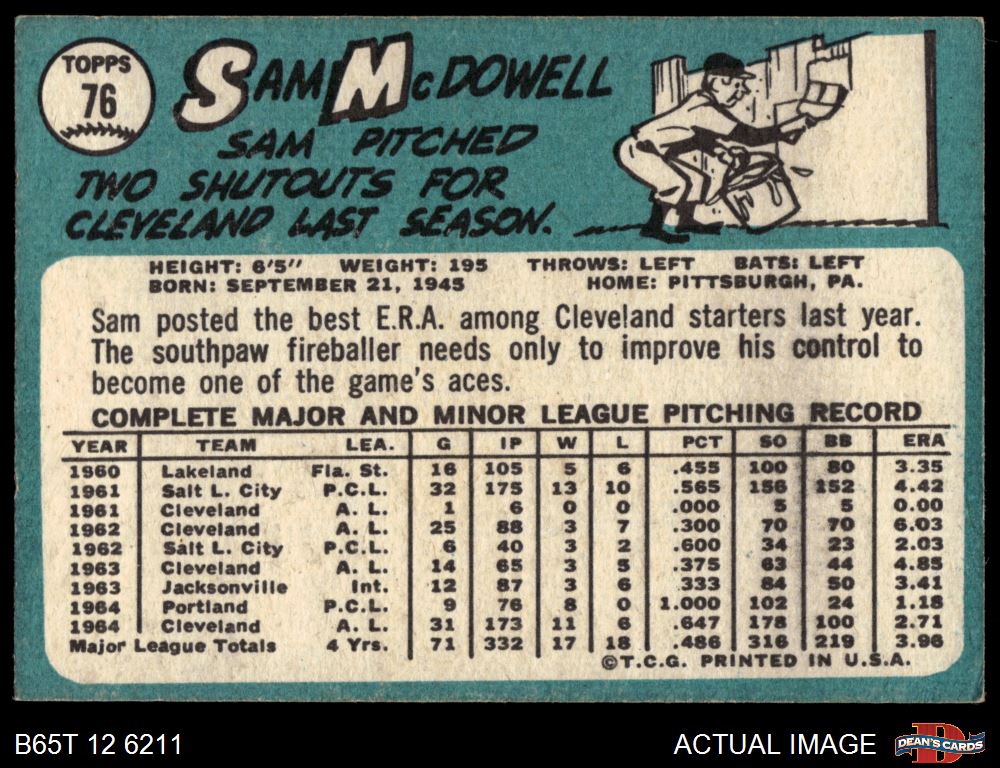 TOPPS
76
SAM McDOWELL
SAM PITCHED
TWO SHUTOUTS FOR
CLEVELAND LAST SEASON.
HEIGHT: 6'5" WEIGHT: 195 THROWS: LEFT BATS: LEFT
BORN: SEPTEMBER 21, 1945 HOME: PITTSBURGH, PA.
Sam posted the best E.R.A. among Cleveland starters last year.
The southpaw fireballer needs only to improve his control to
become one of the game's aces.
COMPLETE MAJOR AND MINOR LEAGUE PITCHING RECORD
YEAR TEAM LEA. G IP W L PCT SO BB ERA
1960 Lakeland Fla. St. 16 105 5 6 .455 100 80 3.35
1961 Salt L. City P.C.L. 32 175 13 10 .565 156 152 4.42
1961 Cleveland A. L. 1 6 0 0 .000 5 5 0.00
1962 Cleveland A. L. 25 88 3 7 .300 70 70 6.03
1962 Salt L. City P.C.L. 6 40 3 2 .600 34 23 2.03
1963 Cleveland A. L. 14 65 3 5 .375 63 44 4.85
1963 Jacksonville Int. 12 87 3 6 .333 84 50 3.41
1964 Portland P.C.L. 9 76 8 0 1.000 102 24 1.18
1964 Cleveland A. L. 31 173 11 6 .647 178 100 2.71
Major League Totals 4 Yrs. 71 332 17 18 .486 316 219 3.96
©T.C.G. PRINTED IN U.S.A.
B65T 12 6211
ACTUAL IMAGE
D
DEAN'S CARDS